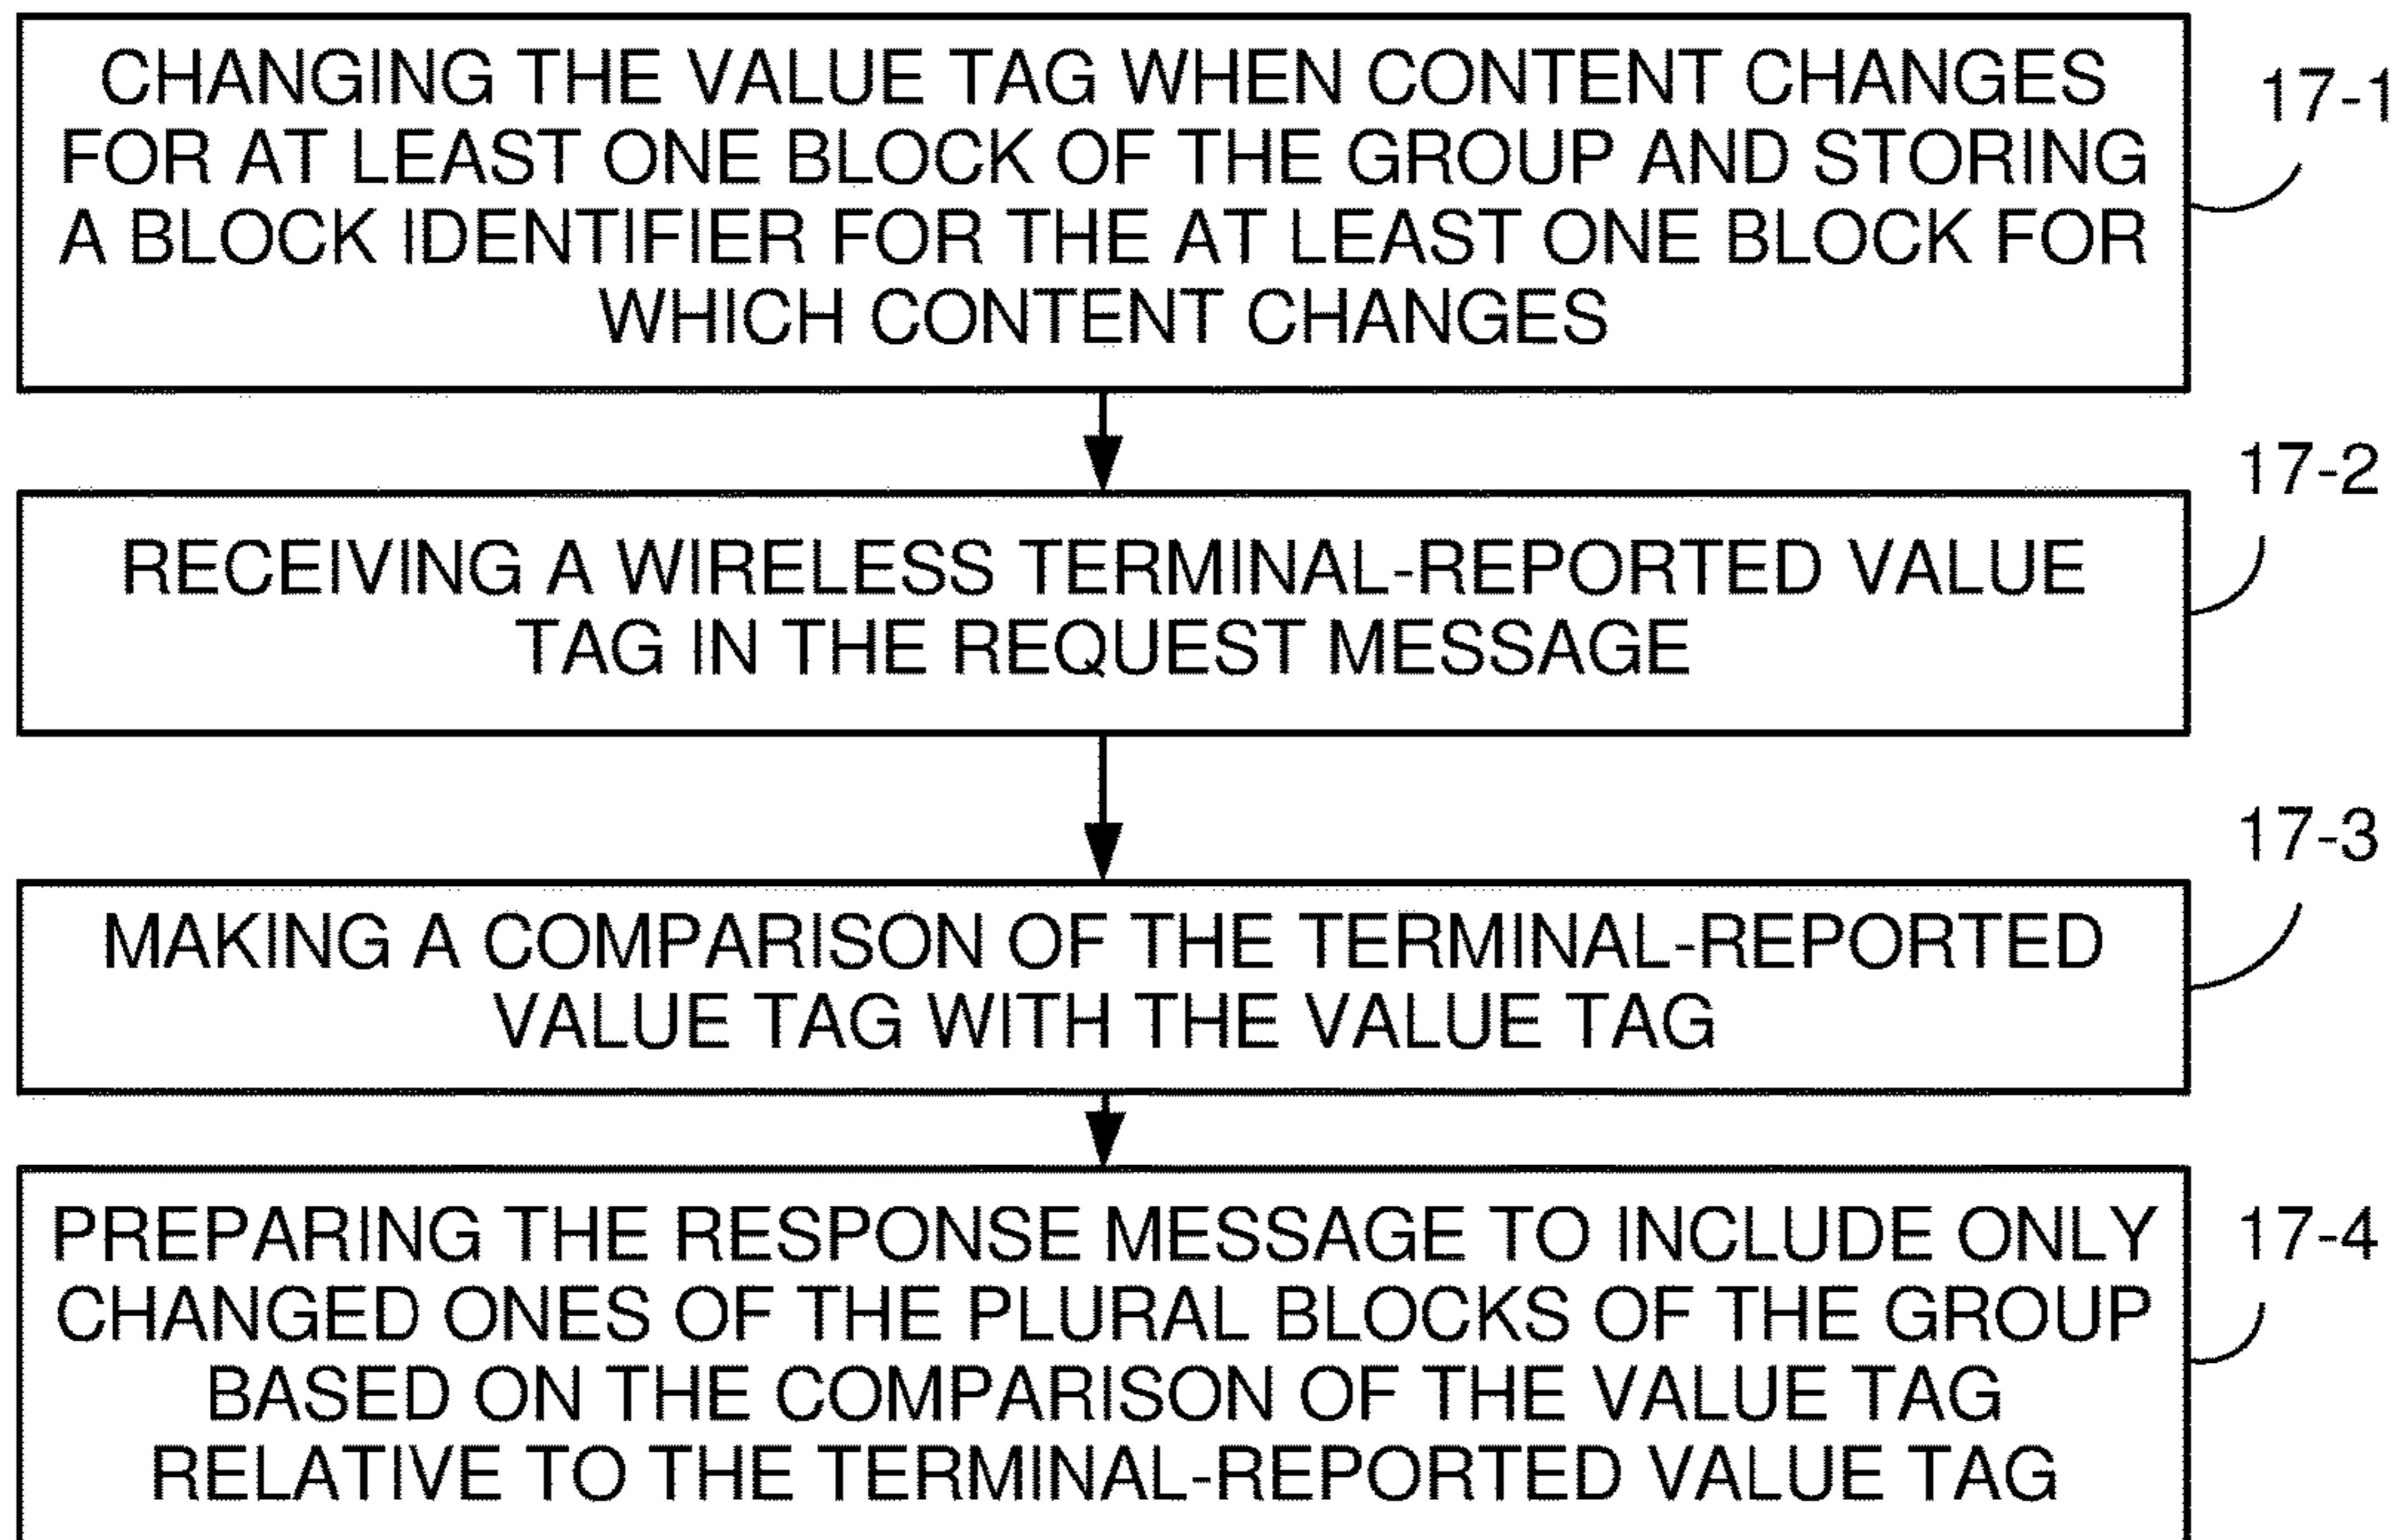 CHANGING THE VALUE TAG WHEN CONTENT CHANGES
FOR AT LEAST ONE BLOCK OF THE GROUP AND STORING
A BLOCK IDENTIFIER FOR THE AT LEAST ONE BLOCK FOR
WHICH CONTENT CHANGES
17-1
RECEIVING A WIRELESS TERMINAL-REPORTED VALUE
TAG IN THE REQUEST MESSAGE
17-2
MAKING A COMPARISON OF THE TERMINAL-REPORTED
VALUE TAG WITH THE VALUE TAG
17-3
PREPARING THE RESPONSE MESSAGE TO INCLUDE ONLY
CHANGED ONES OF THE PLURAL BLOCKS OF THE GROUP
BASED ON THE COMPARISON OF THE VALUE TAG
RELATIVE TO THE TERMINAL-REPORTED VALUE TAG
17-4